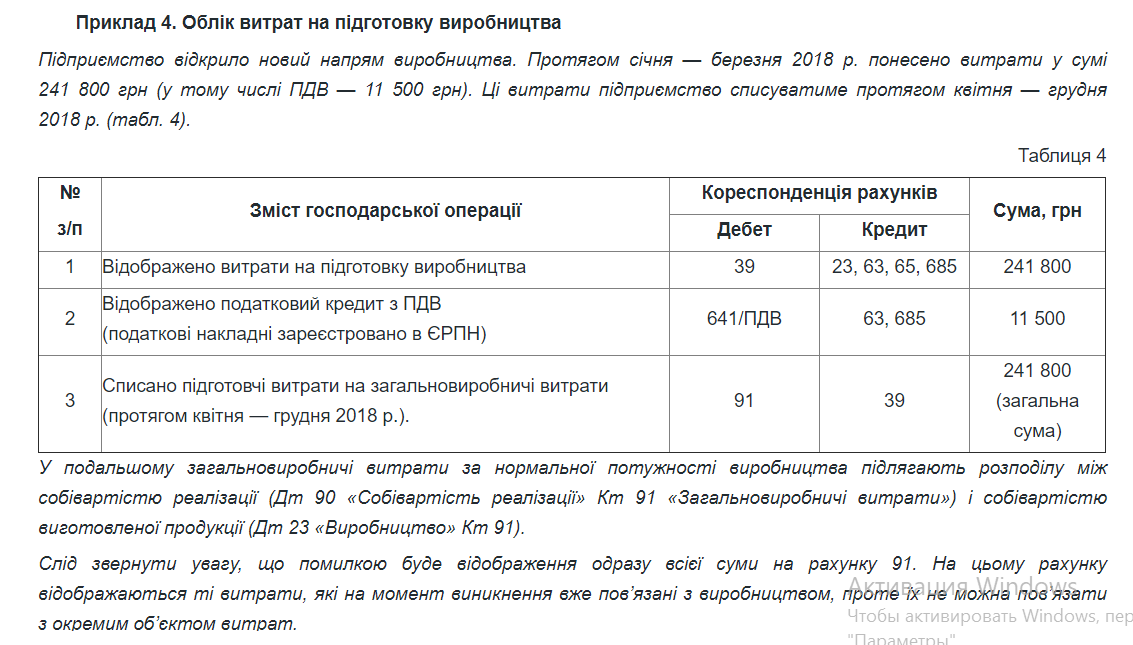 Приклад 4. Облік витрат на підготовку виробництва
Підприємство відкрило новий напрям виробництва. Протягом січня — березня 2018 р. понесено витрати у сумі
241 800 грн (у тому числі ПДВ — 11 500 грн). Ці витрати підприємство списуватиме протягом квітня — грудня
2018 р. (табл. 4).
Таблиця 4
№
з/п
Зміст господарської операції
Кореспонденція рахунків
Дебет
Кредит
Сума, грн
1
Відображено витрати на підготовку виробництва
39
23, 63, 65, 685
241 800
2
Відображено податковий кредит з ПДВ
(податкові накладні зареєстровано в ЄРПН)
641/ПДВ
63, 685
11 500
3
Списано підготовчі витрати на загальновиробничі витрати
(протягом квітня — грудня 2018 р.).
91
39
241 800
(загальна
сума)
У подальшому загальновиробничі витрати за нормальної потужності виробництва підлягають розподілу між
собівартістю реалізації (Дт 90 «Собівартість реалізації» Кт 91 «Загальновиробничі витрати») і собівартістю
виготовленої продукції (Дт 23 «Виробництво» Кт 91).
Слід звернути увагу, що помилкою буде відображення одразу всієї суми на рахунку 91. На цьому рахунку
відображаються ті витрати, які на момент виникнення вже пов’язані з виробництвом, проте їх не можна пов’язати
з окремим об’єктом витрат.
Активация Windows
Чтобы активировать Windows, пер
"Параметры"